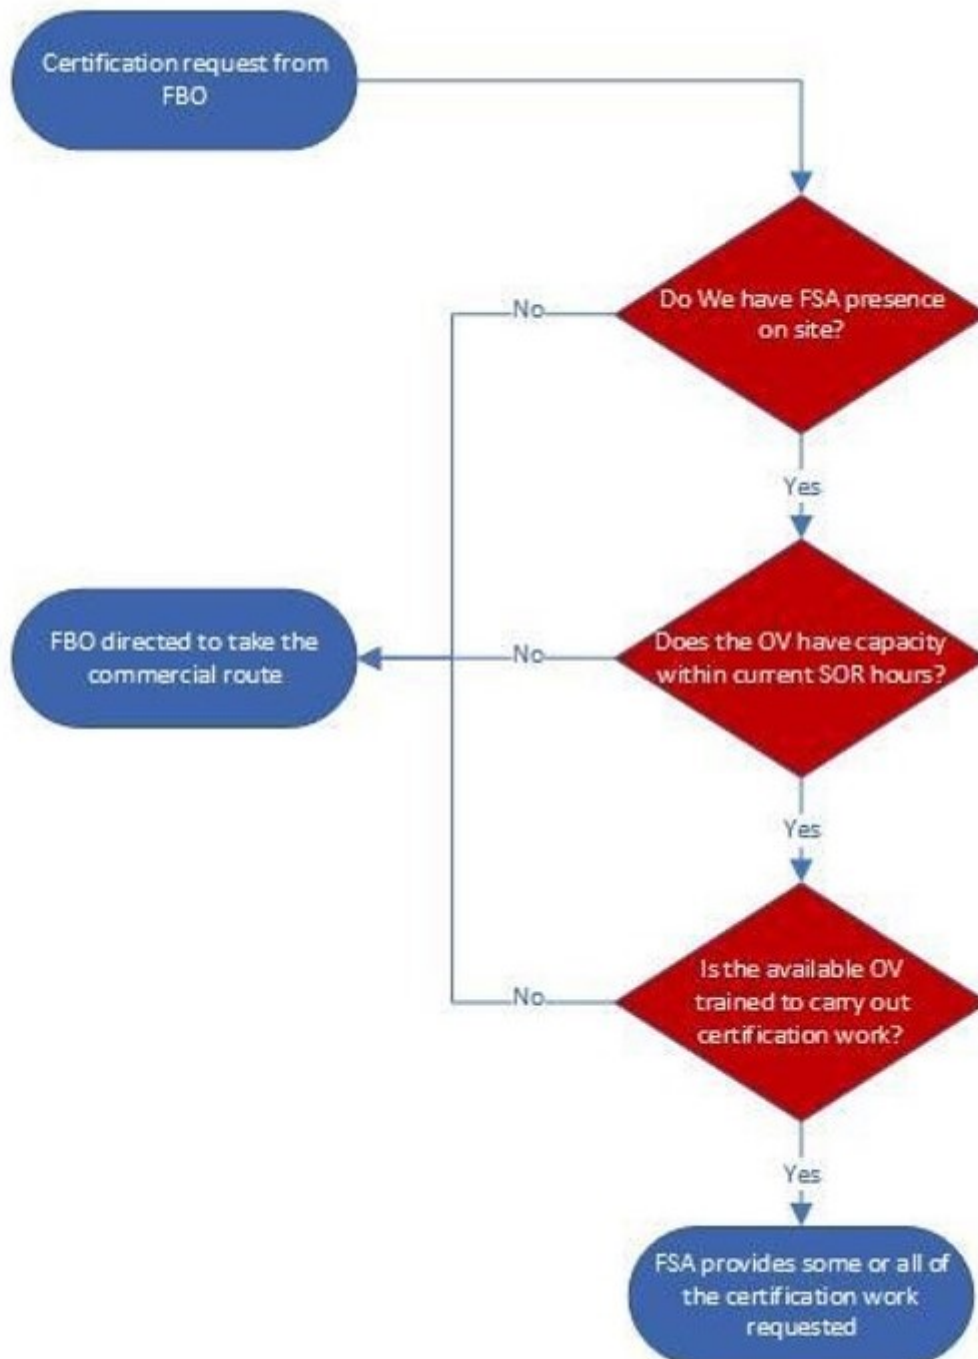 Certification request from
FBO
Do We have FSA presence
on site?
No
Yes
FBO directed to take the
commercial route
No
Does the OV have capacity
within current SOR hours?
Yes
Is the available OV
trained to carry out
certification work?
No
Yes
FSA provides some or all of
the certification work
requested